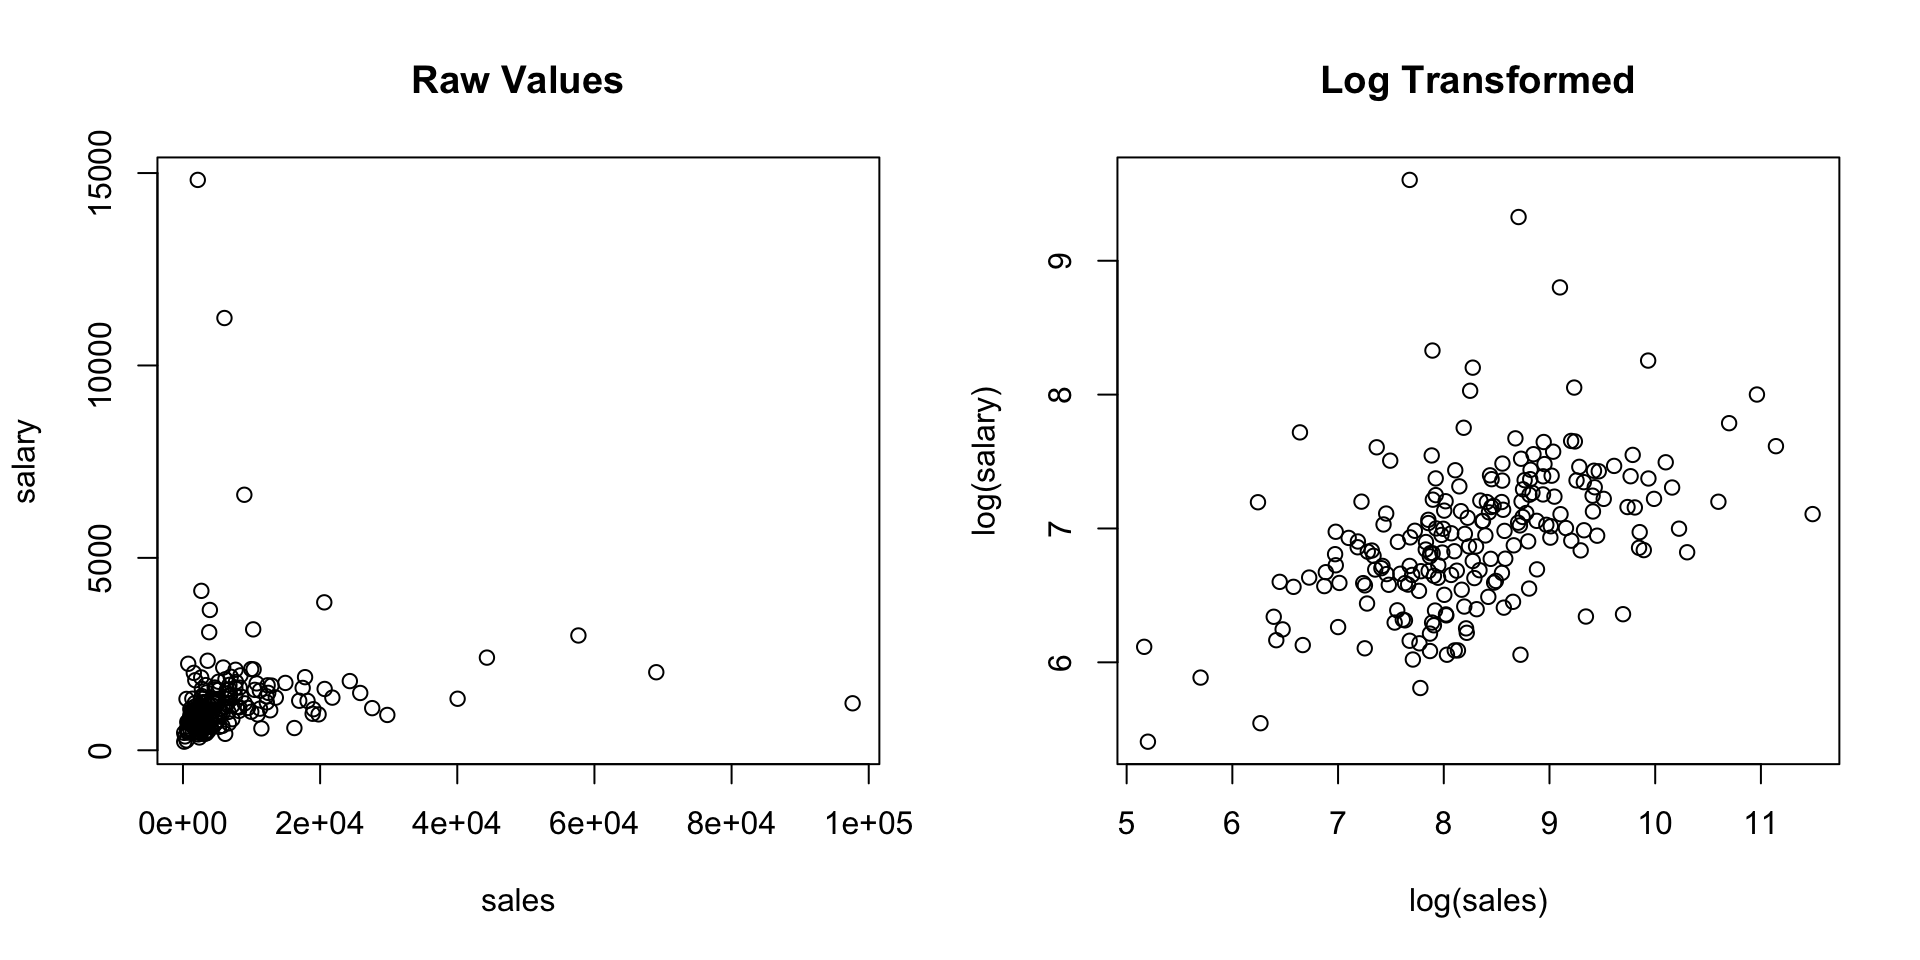 Raw Values
salary
15000
10000
5000
0
0e+00 2e+04 4e+04 6e+04 8e+04 1e+05
sales
Log Transformed
log(salary)
9
8
7
6
5 6 7 8 9 10 11
log(sales)